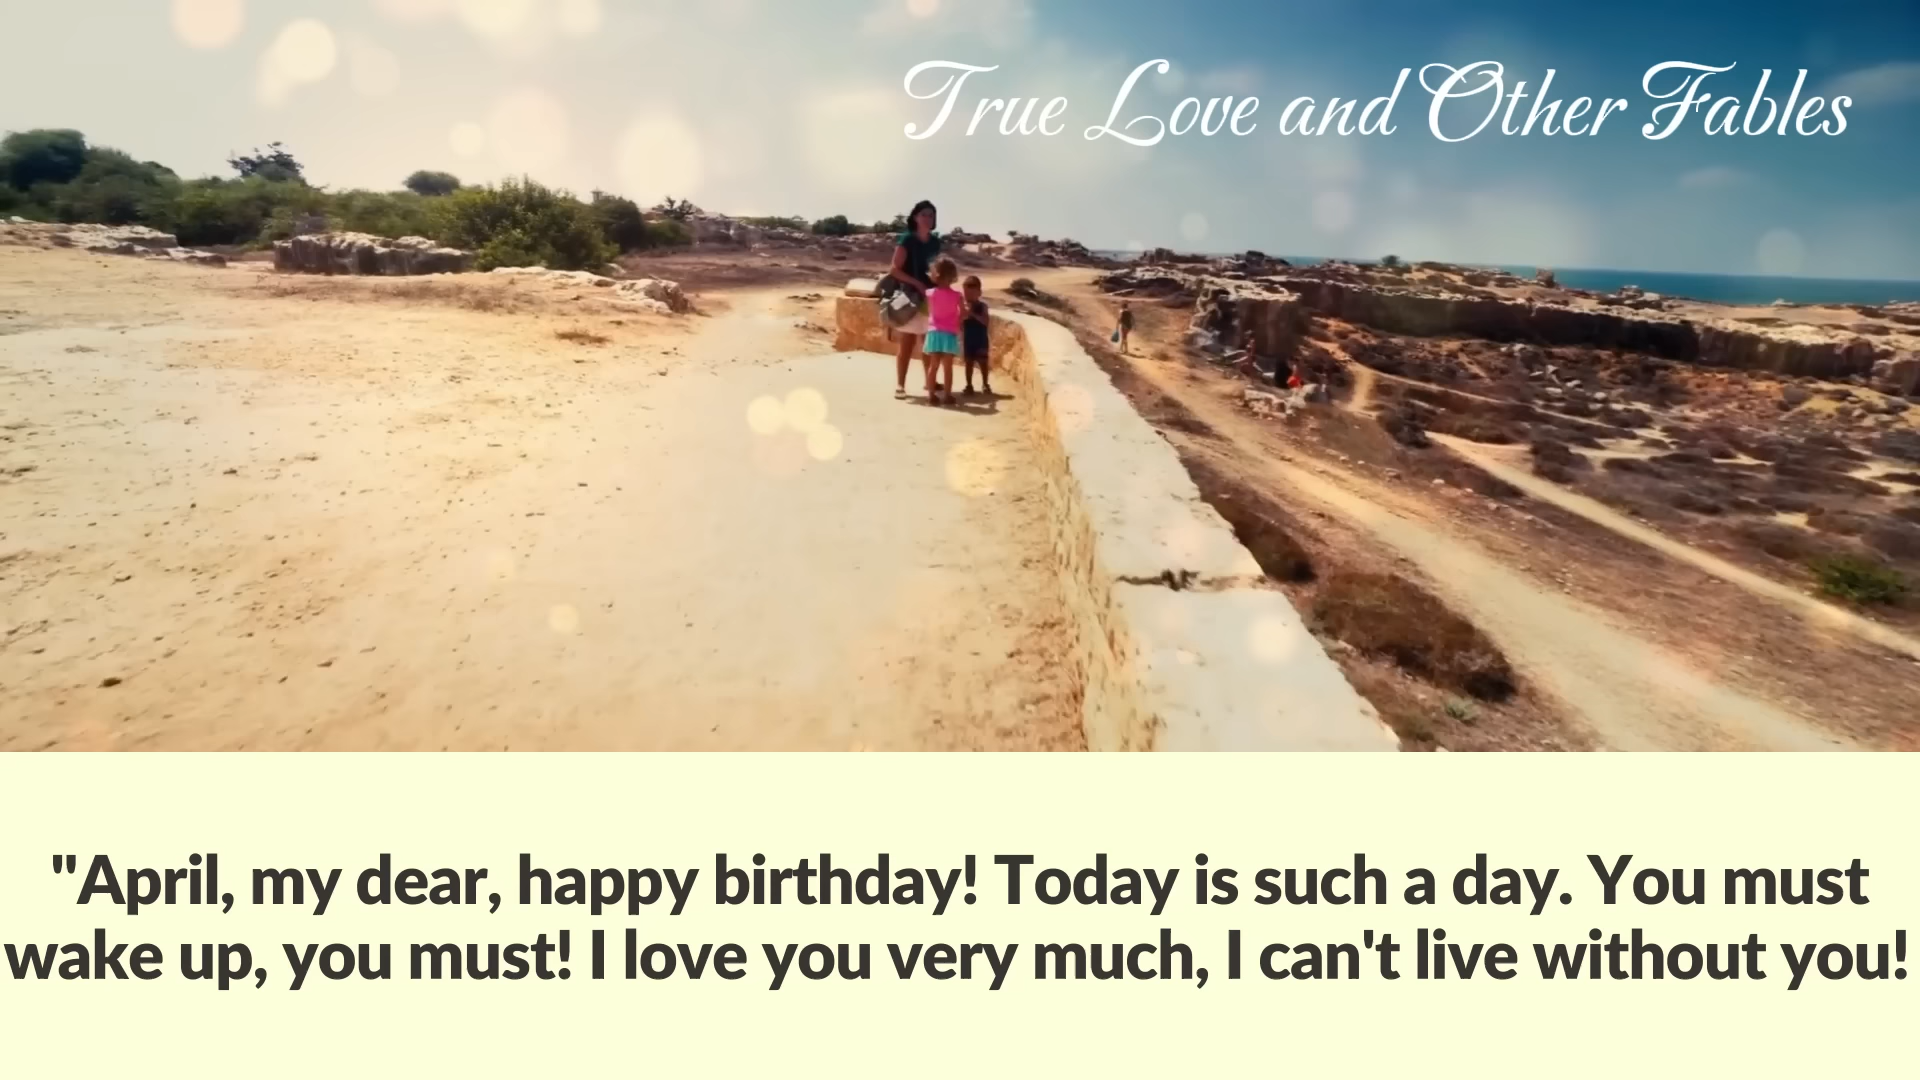 True Love and Other Fables
"April, my dear, happy birthday! Today is such a day. You must
wake up, you must! I love you very much, I can't live without you!